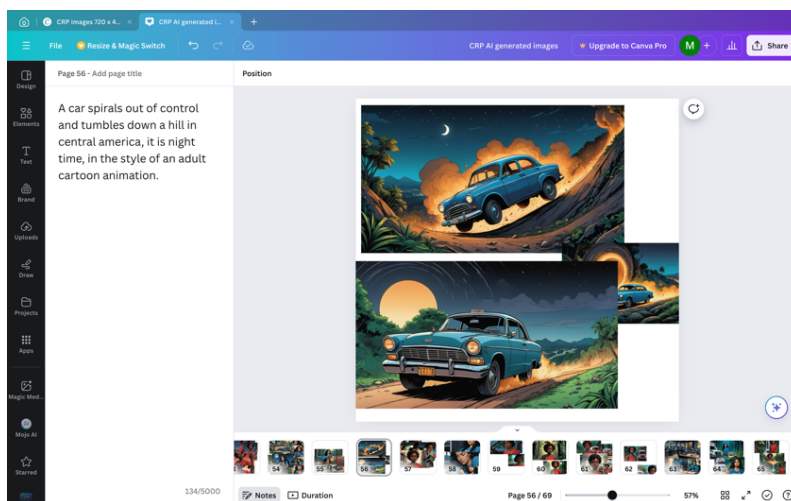 CRP images 720 x 4...
CRP AI generated i...
File
Resize & Magic Switch
CRP AI generated images
Upgrade to Canva Pro
M
Share
Design
Elements
Text
Brand
Uploads
Draw
Projects
Apps
Magic Med...
Mojo AI
Starred
Page 56 - Add page title
Position
A car spirals out of control
and tumbles down a hill in
central america, it is night
time, in the style of an adult
cartoon animation.
134/5000
54
55
56
57
58
59
60
61
62
63
64
65
Notes
Duration
Page 56 / 69
57%